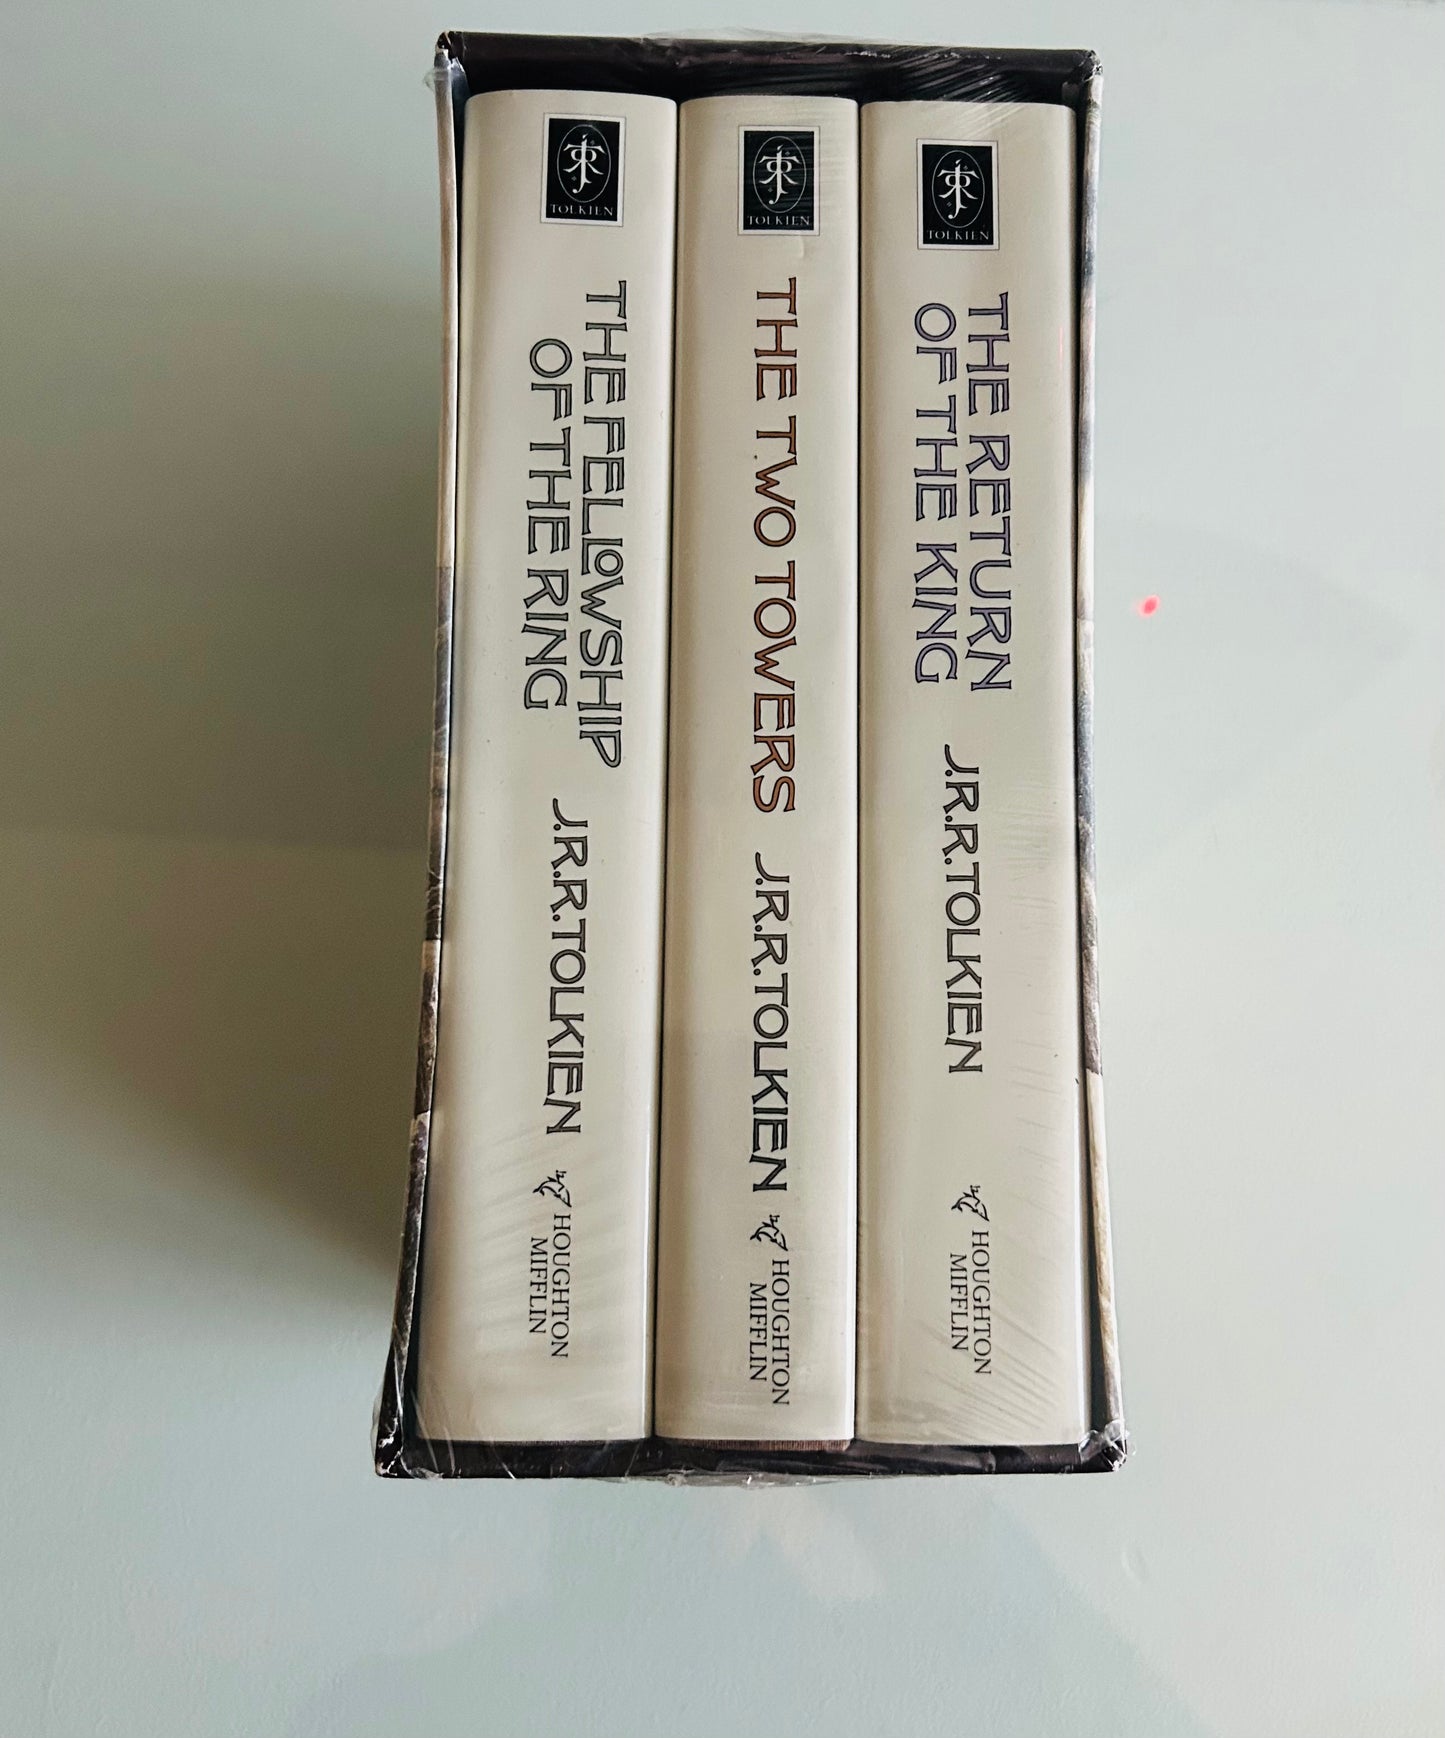 TOLKIEN
THE FELLOWSHIP
OF THE RING
J.R.R. TOLKIEN
HOUGHTON
MIFFLIN
TOLKIEN
THE TWO TOWERS
J.R.R. TOLKIEN
HOUGHTON
MIFFLIN
TOLKIEN
THE RETURN
OF THE KING
J.R.R. TOLKIEN
HOUGHTON
MIFFLIN